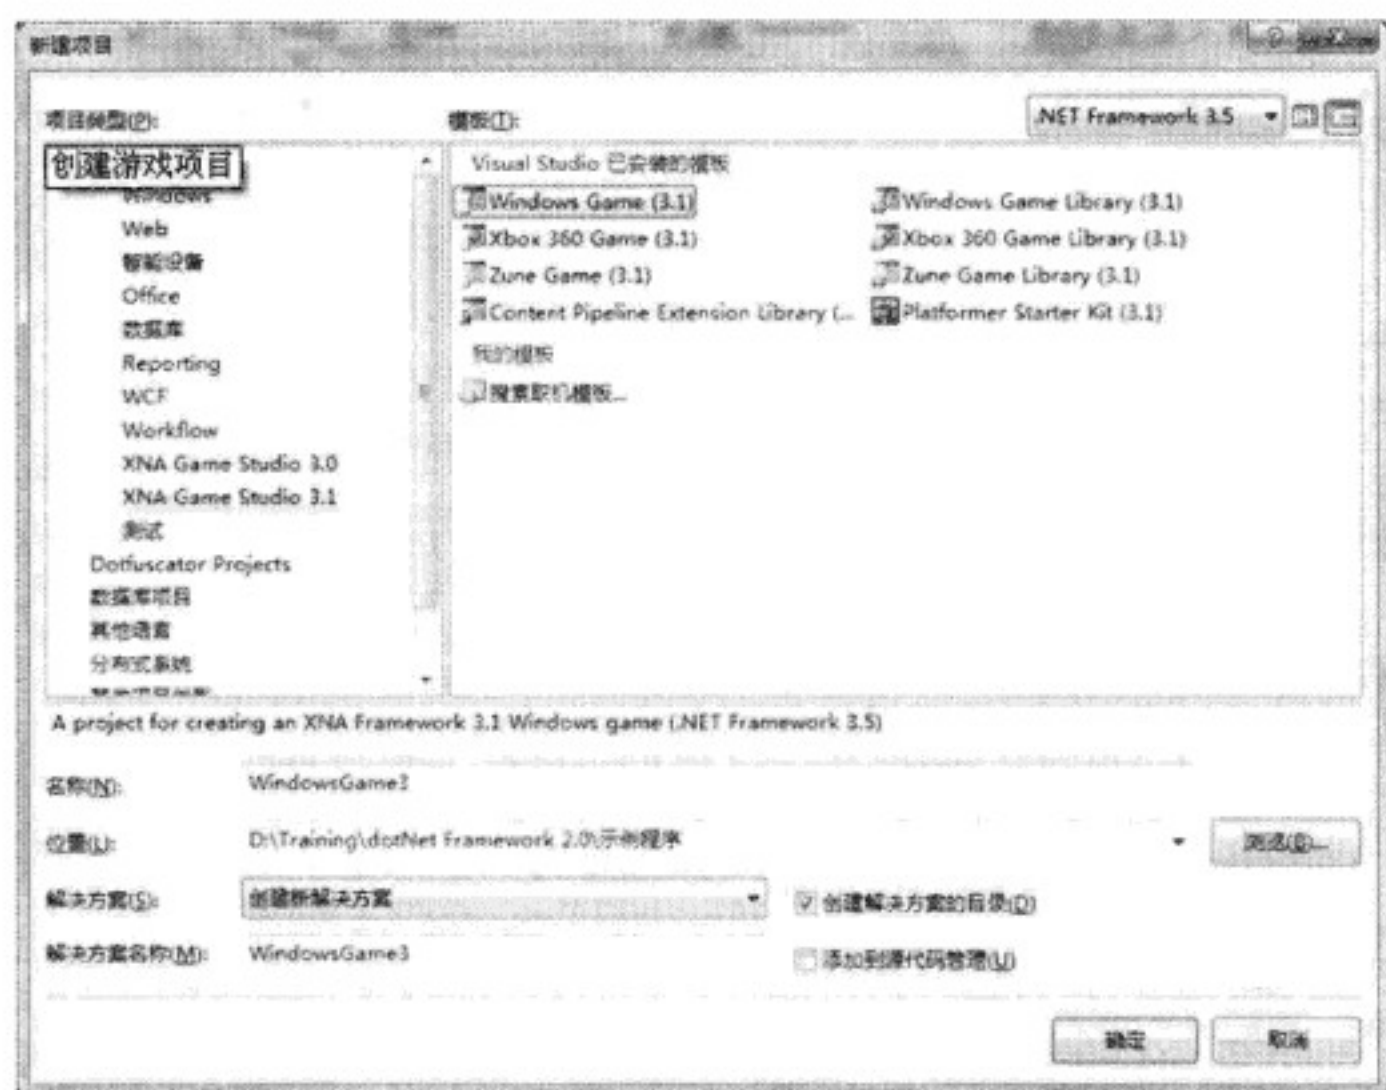 新建项目
项目类型(P):
模板(T):
.NET Framework 3.5
创建游戏项目
Windows
Web
智能设备
Office
数据库
Reporting
WCF
Workflow
XNA Game Studio 3.0
XNA Game Studio 3.1
测试
Dotfuscator Projects
数据库项目
其他语言
分布式系统
其他项目类型
Visual Studio 已安装的模板
Windows Game (3.1)
Windows Game Library (3.1)
Xbox 360 Game (3.1)
Xbox 360 Game Library (3.1)
Zune Game (3.1)
Zune Game Library (3.1)
Content Pipeline Extension Library (...
Platformer Starter Kit (3.1)
我的模板
搜索联机模板...
A project for creating an XNA Framework 3.1 Windows game (.NET Framework 3.5)
名称(N):
WindowsGame3
位置(L):
D:\Training\dotNet Framework 2.0\示例程序
浏览(B)...
解决方案(S):
创建新解决方案
创建解决方案的目录(D)
解决方案名称(M):
WindowsGame3
添加到源代码管理(U)
确定
取消